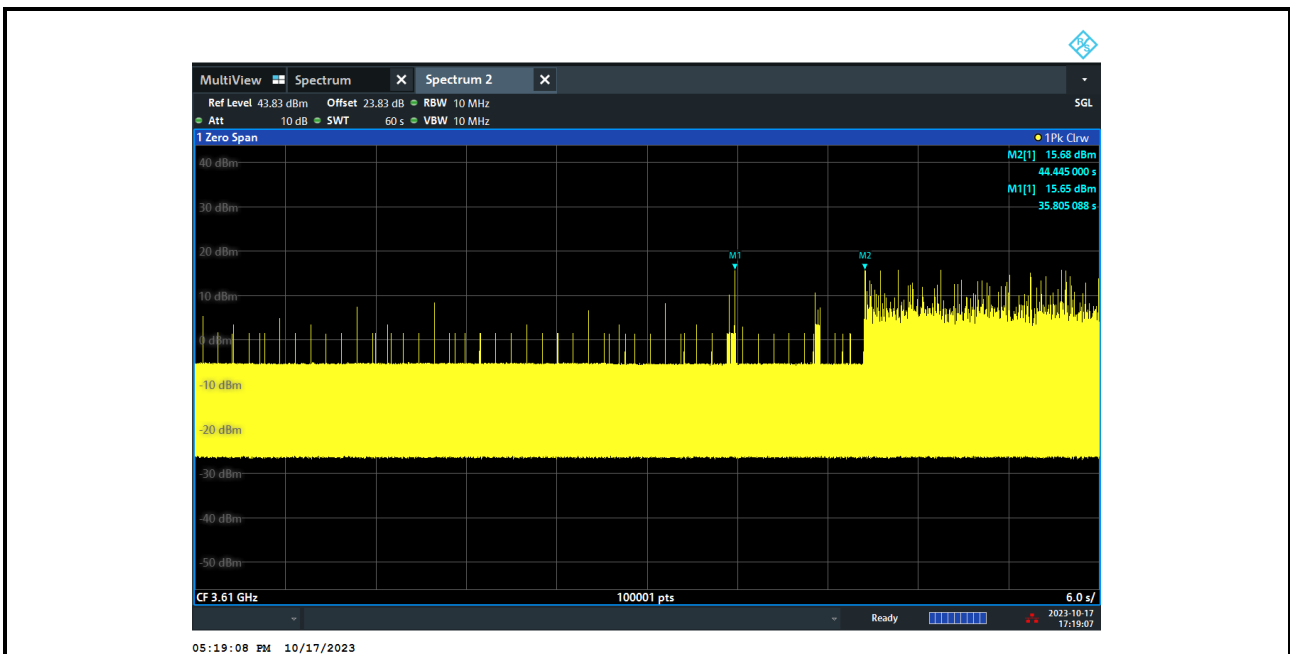 R&S
MultiView Spectrum X Spectrum 2 X
Ref Level 43.83 dBm Offset 23.83 dB RBW 10 MHz SGL
Att 10 dB SWT 60 s VBW 10 MHz
1 Zero Span 1Pk Clrw
M2[1] 15.68 dBm
44.445 000 s
M1[1] 15.65 dBm
35.805 088 s
40 dBm
30 dBm
20 dBm
M1 M2
10 dBm
0 dBm
-10 dBm
-20 dBm
-30 dBm
-40 dBm
-50 dBm
CF 3.61 GHz 100001 pts 6.0 s/
Ready 2023-10-17
17:19:07
05:19:08 PM 10/17/2023